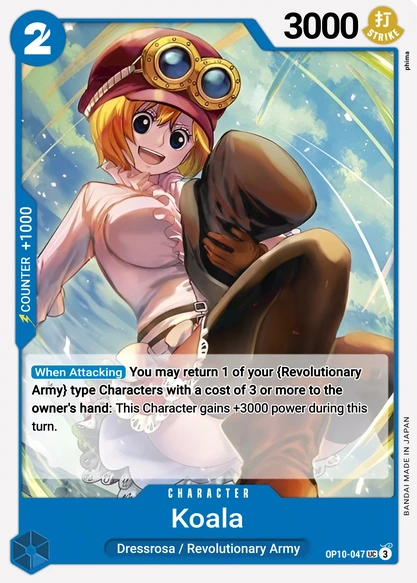 2
3000
打
STRIKE
phima
COUNTER +1000
When Attacking You may return 1 of your {Revolutionary
Army} type Characters with a cost of 3 or more to the
owner's hand: This Character gains +3000 power during this
turn.
BANDAI MADE IN JAPAN
CHARACTER
Koala
Dressrosa / Revolutionary Army
OP10-047 UC 3